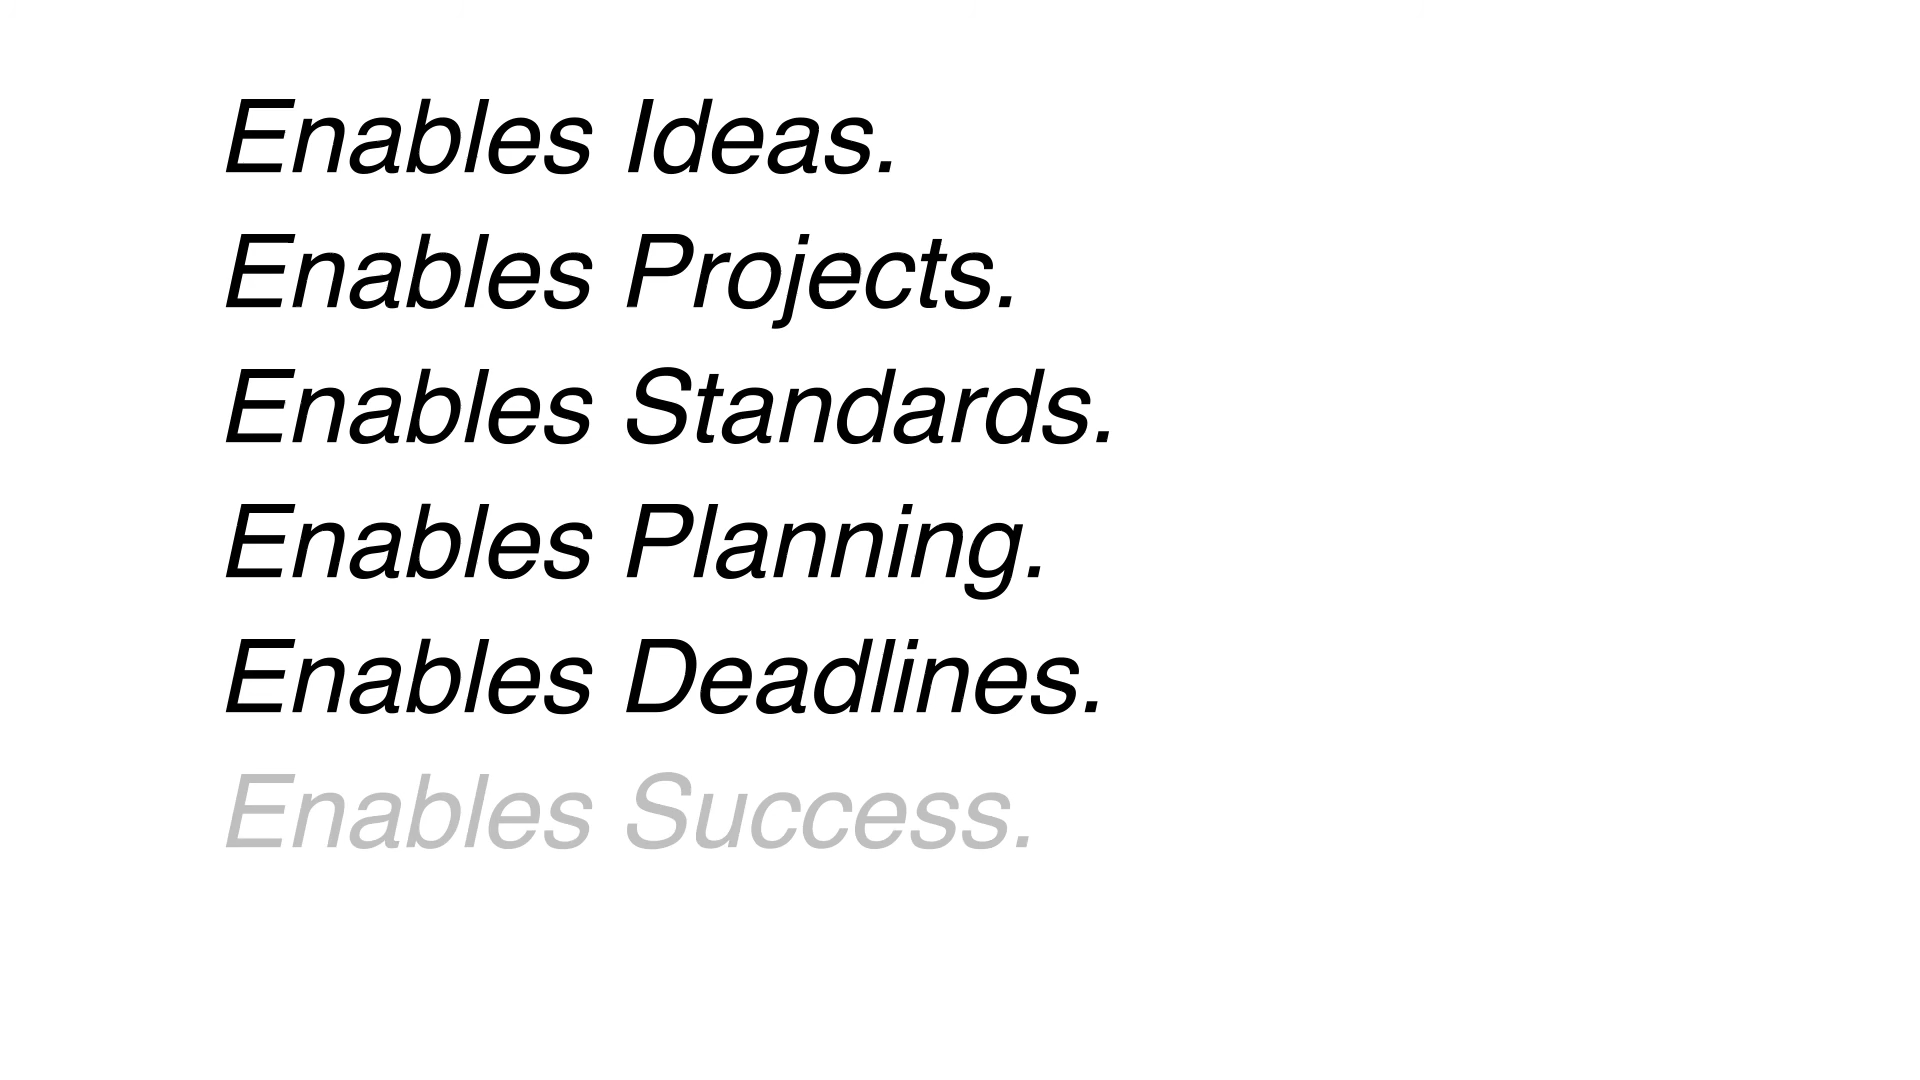 Enables Ideas.
Enables Projects.
Enables Standards.
Enables Planning.
Enables Deadlines.
Enables Success.